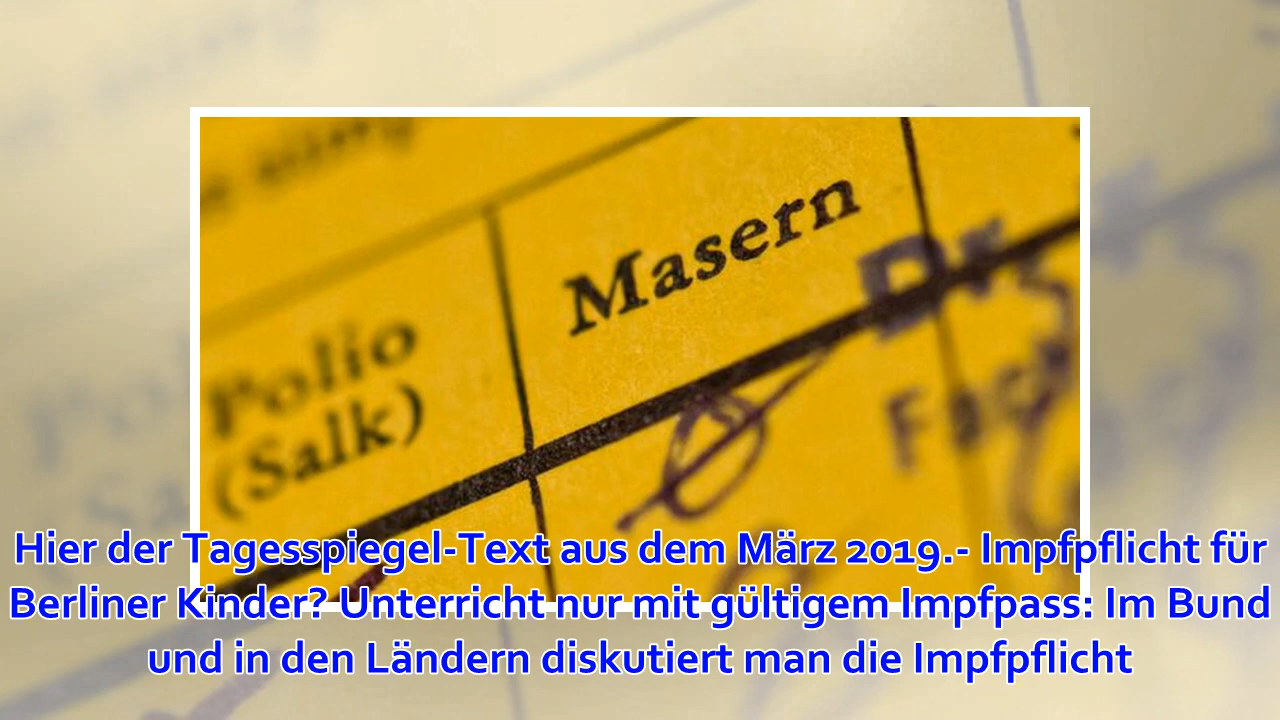 Masern
Polio
(Salk)
Hier der Tagesspiegel-Text aus dem März 2019.- Impfpflicht für
Berliner Kinder? Unterricht nur mit gültigem Impfpass: Im Bund
und in den Ländern diskutiert man die Impfpflicht